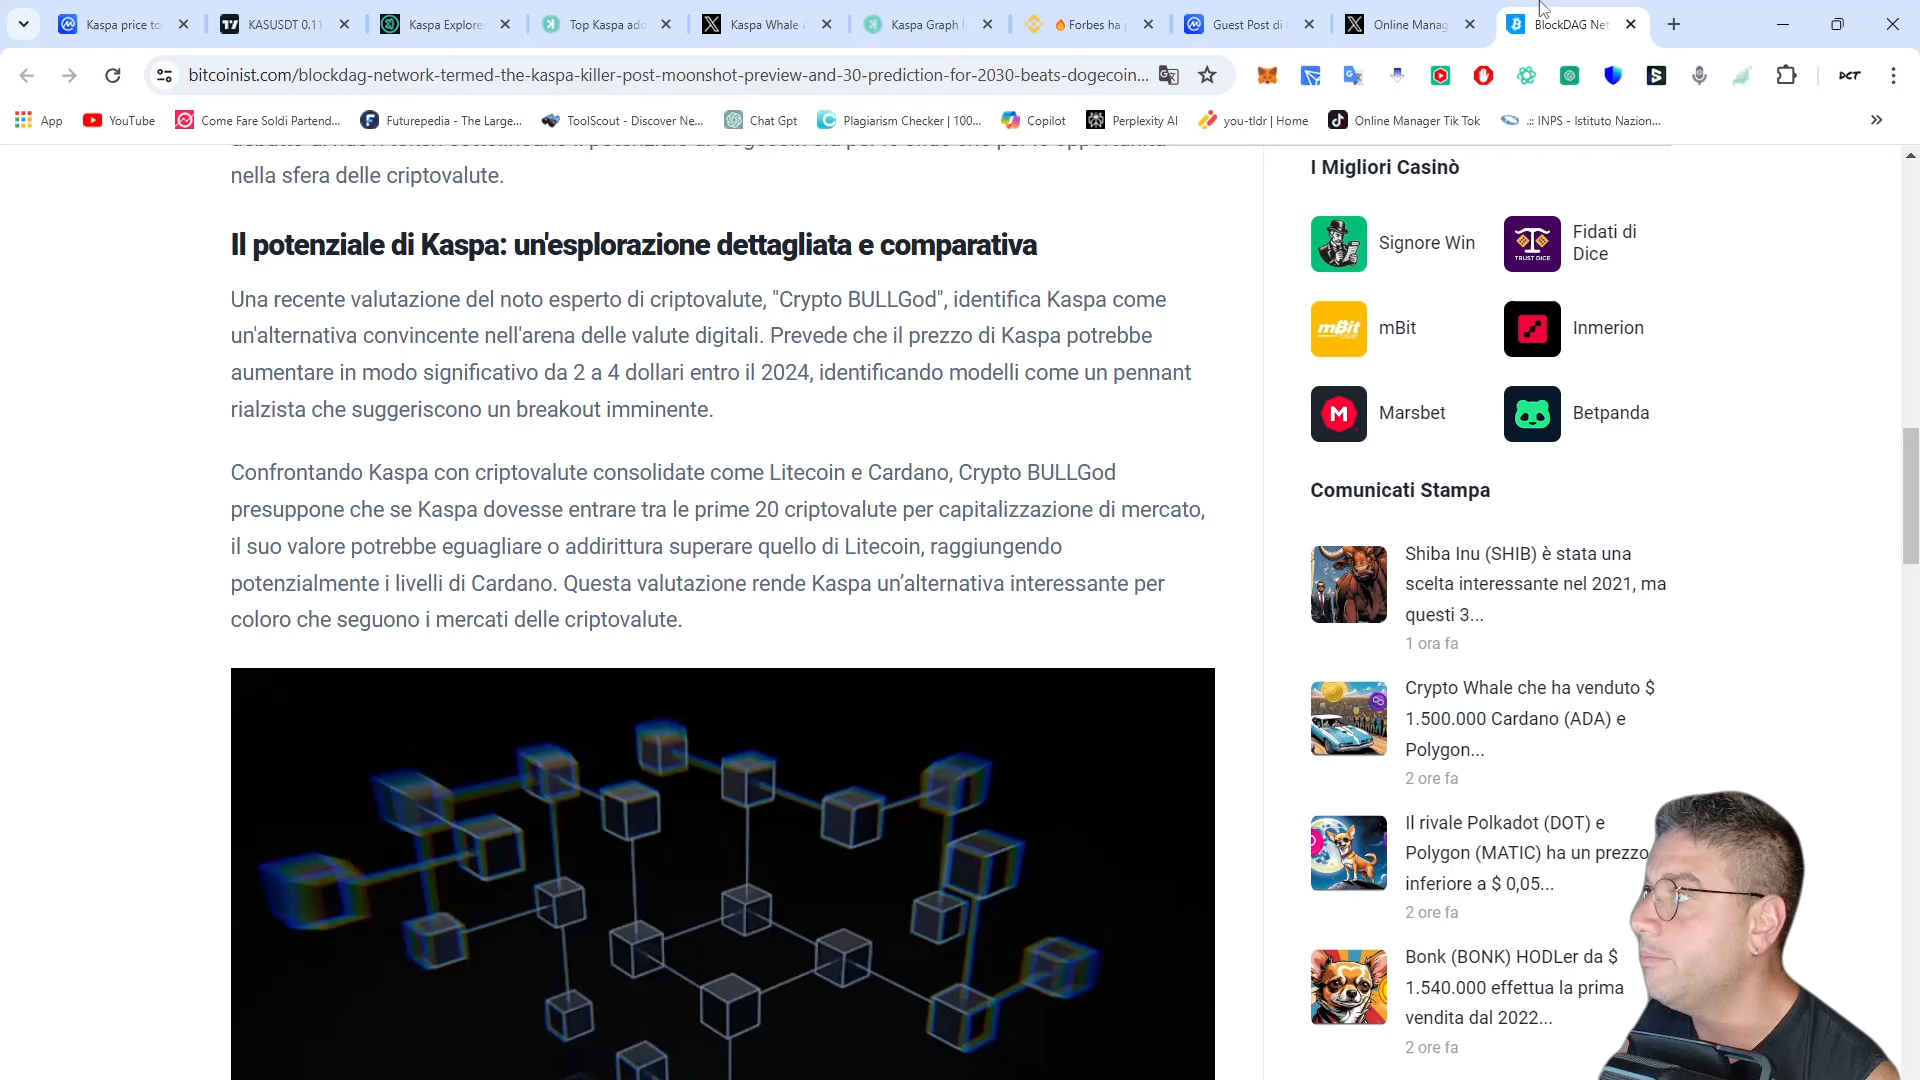 Kaspa price to
KASUSDT 0.11
Kaspa Explore
Top Kaspa add
Kaspa Whale A
Kaspa Graph I
Forbes ha p
Guest Post di
Online Manag
BlockDAG Net
bitcoinist.com/blockdag-network-termed-the-kaspa-killer-post-moonshot-preview-and-30-prediction-for-2030-beats-dogecoin...
App
YouTube
Come Fare Soldi Partend...
Futurepedia - The Large...
ToolScout - Discover Ne...
Chat Gpt
Plagiarism Checker | 100...
Copilot
Perplexity AI
you-tldr | Home
Online Manager Tik Tok
.:: INPS - Istituto Nazion...
nella sfera delle criptovalute.
Il potenziale di Kaspa: un'esplorazione dettagliata e comparativa
Una recente valutazione del noto esperto di criptovalute, "Crypto BULLGod", identifica Kaspa come
un'alternativa convincente nell'arena delle valute digitali. Prevede che il prezzo di Kaspa potrebbe
aumentare in modo significativo da 2 a 4 dollari entro il 2024, identificando modelli come un pennant
rialzista che suggeriscono un breakout imminente.
Confrontando Kaspa con criptovalute consolidate come Litecoin e Cardano, Crypto BULLGod
presuppone che se Kaspa dovesse entrare tra le prime 20 criptovalute per capitalizzazione di mercato,
il suo valore potrebbe eguagliare o addirittura superare quello di Litecoin, raggiungendo
potenzialmente i livelli di Cardano. Questa valutazione rende Kaspa un’alternativa interessante per
coloro che seguono i mercati delle criptovalute.
I Migliori Casinò
Signore Win
TRUST DICE
Fidati di
Dice
mBit
mBit
Inmerion
M
Marsbet
Betpanda
Comunicati Stampa
Shiba Inu (SHIB) è stata una
scelta interessante nel 2021, ma
questi 3...
1 ora fa
Crypto Whale che ha venduto $
1.500.000 Cardano (ADA) e
Polygon...
2 ore fa
Il rivale Polkadot (DOT) e
Polygon (MATIC) ha un prezzo
inferiore a $ 0,05...
2 ore fa
Bonk (BONK) HODLer da $
1.540.000 effettua la prima
vendita dal 2022...
2 ore fa